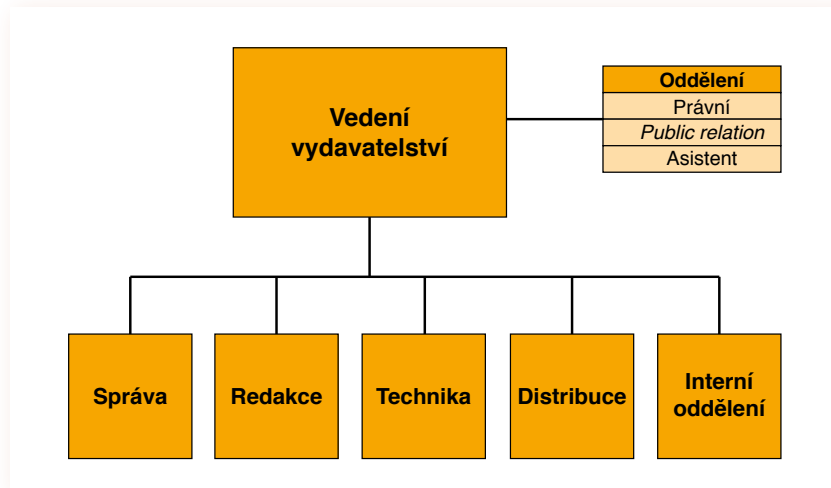 Vedení
vydavatelství
Oddělení
Právní
Public relation
Asistent
Správa
Redakce
Technika
Distribuce
Interní
oddělení